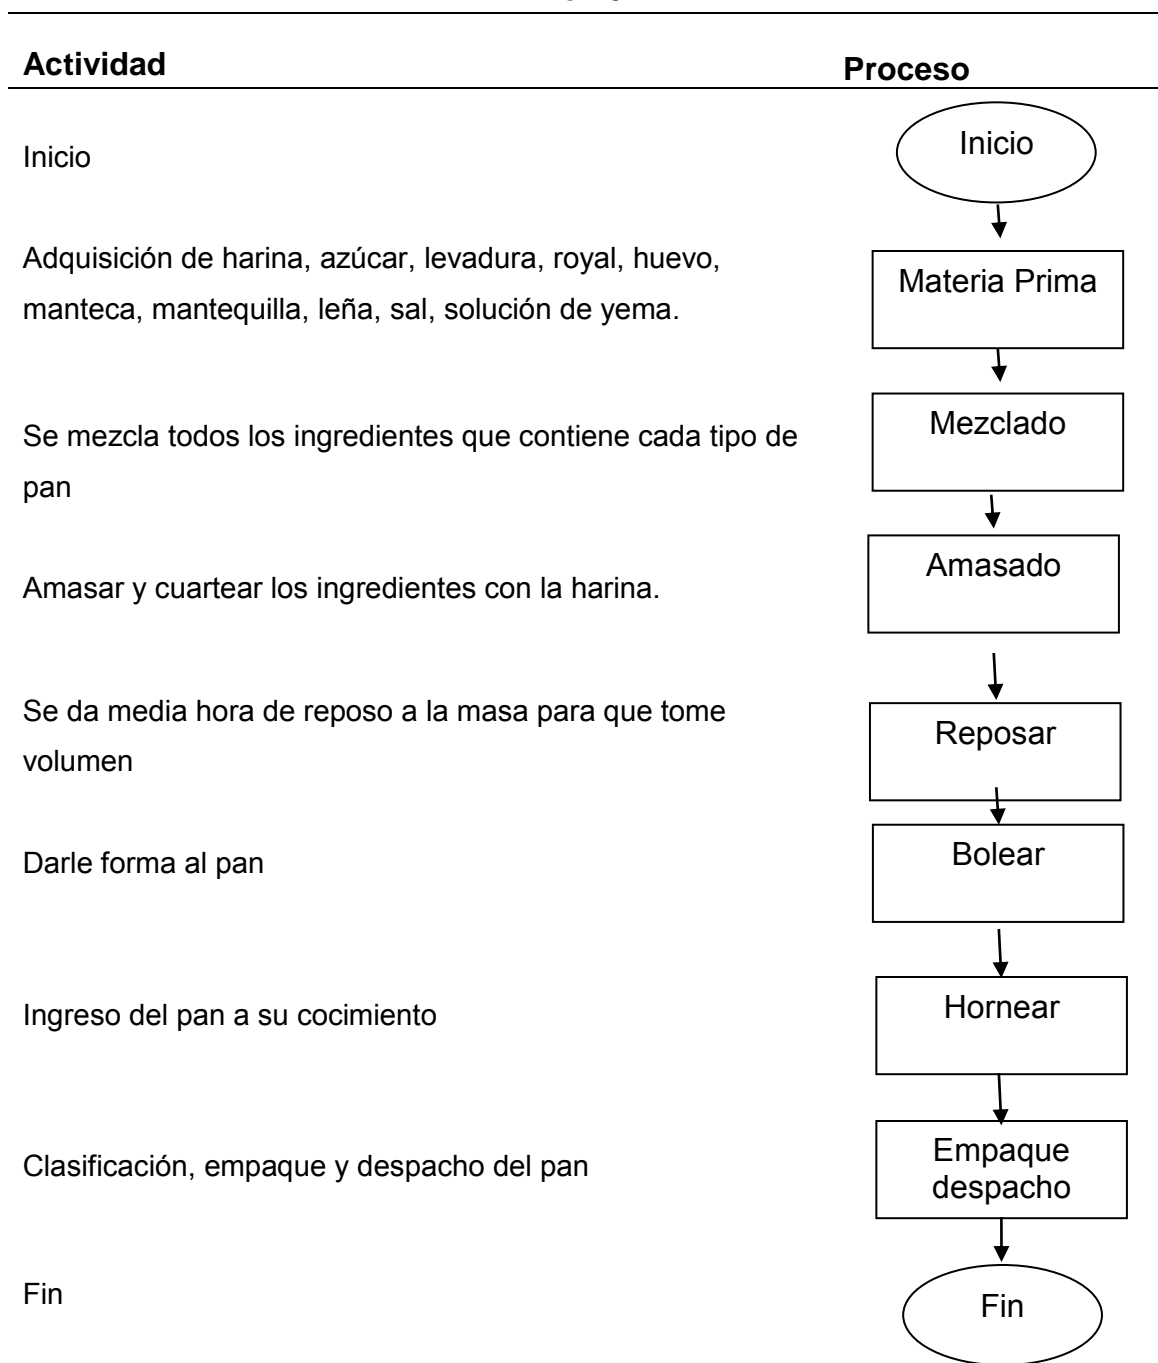 Actividad
Proceso
Inicio
Inicio
Adquisición de harina, azúcar, levadura, royal, huevo,
manteca, mantequilla, leña, sal, solución de yema.
Materia Prima
Se mezcla todos los ingredientes que contiene cada tipo de
pan
Mezclado
Amasar y cuartear los ingredientes con la harina.
Amasado
Se da media hora de reposo a la masa para que tome
volumen
Reposar
Darle forma al pan
Bolear
Ingreso del pan a su cocimiento
Hornear
Clasificación, empaque y despacho del pan
Empaque
despacho
Fin
Fin